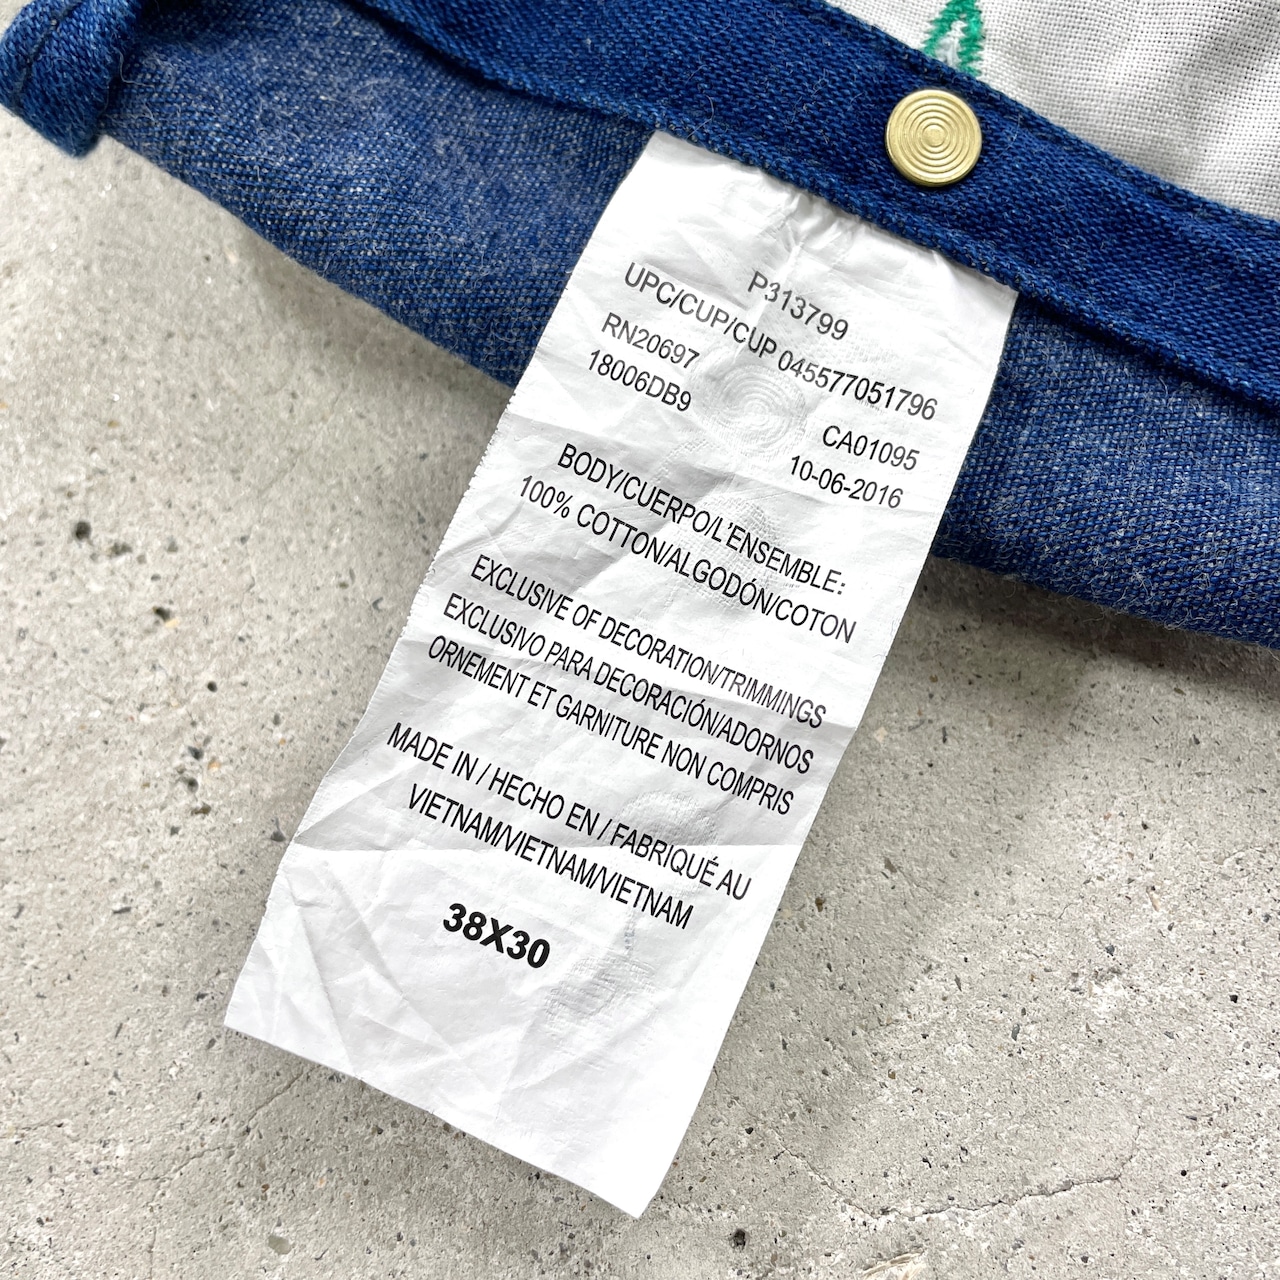 P313799
UPC/CUP/CUP 045577051796
RN20697 CA01095
18006DB9 10-06-2016
BODY/CUERPO/L'ENSEMBLE:
100% COTTON/ALGODÓN/COTON
EXCLUSIVE OF DECORATION/TRIMMINGS
EXCLUSIVO PARA DECORACIÓN/ADORNOS
ORNEMENT ET GARNITURE NON COMPRIS
MADE IN / HECHO EN / FABRIQUÉ AU
VIETNAM/VIETNAM/VIETNAM
38X30